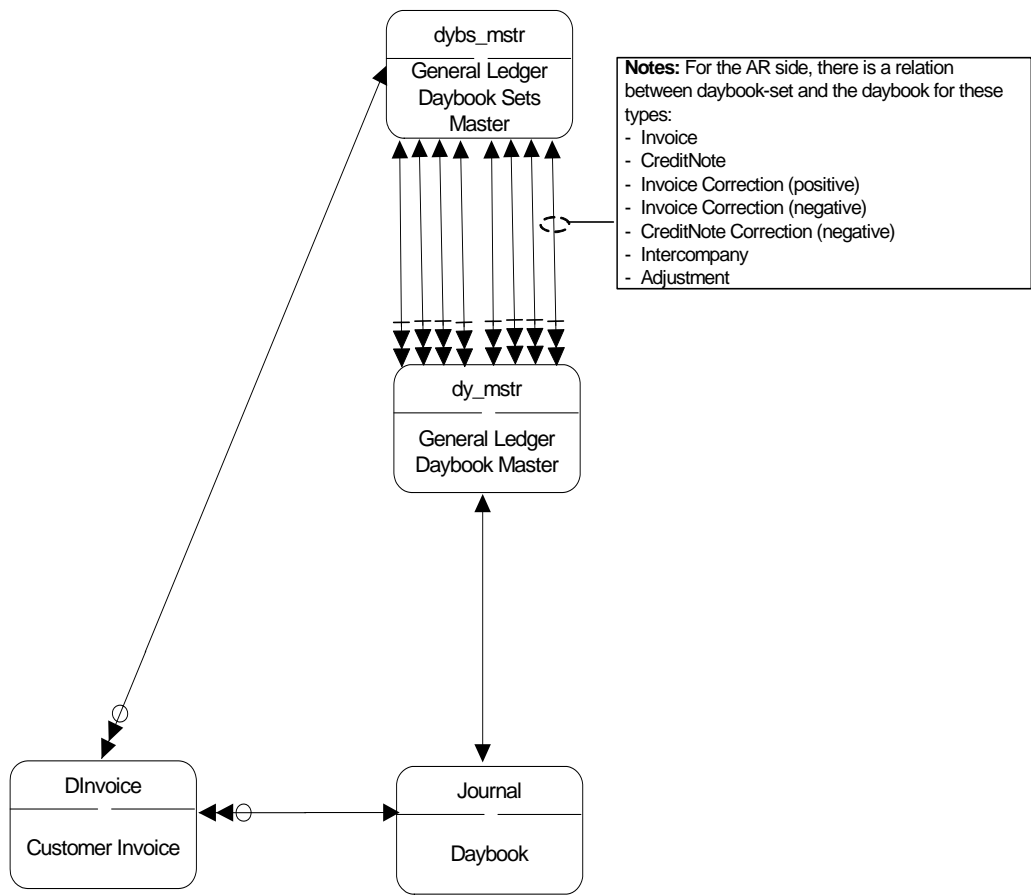 dybs_mstr
General Ledger
Daybook Sets
Master
Notes: For the AR side, there is a relation
between daybook-set and the daybook for these
types:
- Invoice
- CreditNote
- Invoice Correction (positive)
- Invoice Correction (negative)
- CreditNote Correction (negative)
- Intercompany
- Adjustment
dy_mstr
General Ledger
Daybook Master
DInvoice
Customer Invoice
Journal
Daybook